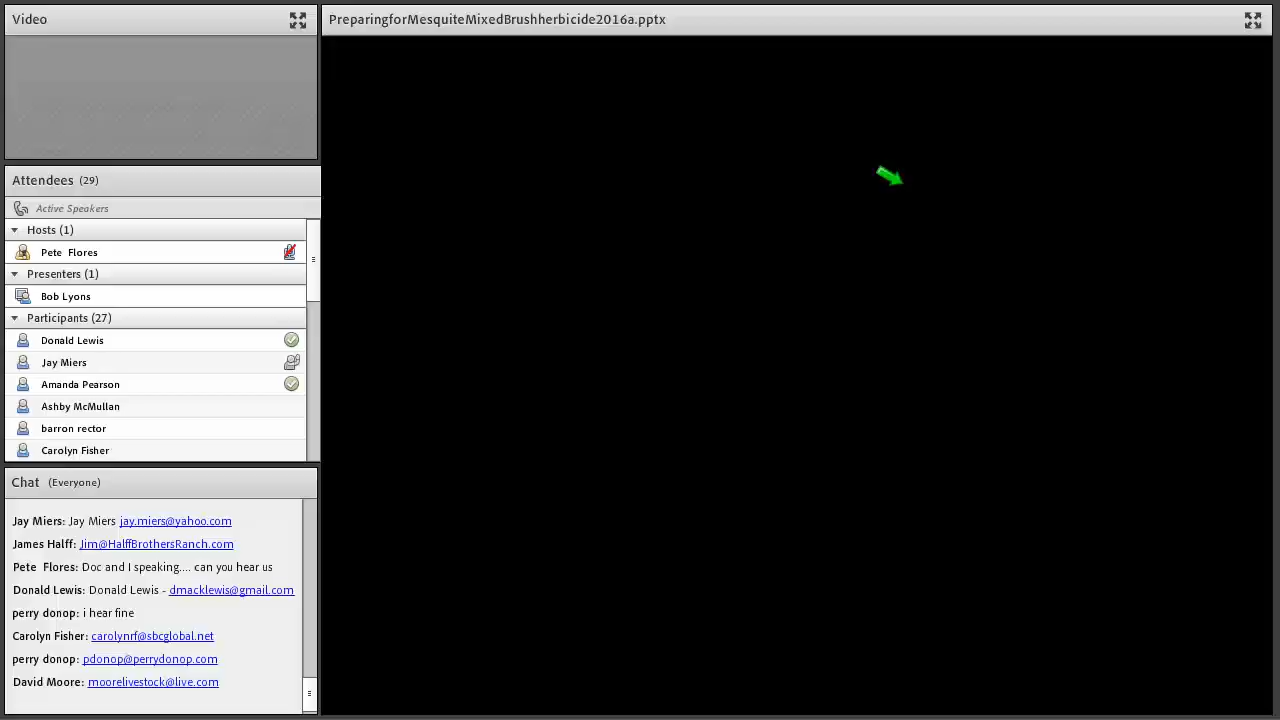 Video
PreparingforMesquiteMixedBrushherbicide2016a.pptx
Attendees (29)
Active Speakers
Hosts (1)
Pete  Flores
Presenters (1)
Bob Lyons
Participants (27)
Donald Lewis
Jay Miers
Amanda Pearson
Ashby McMullan
barron rector
Carolyn Fisher
Chat (Everyone)
Jay Miers: Jay Miers jay.miers@yahoo.com
James Halff: Jim@HalffBrothersRanch.com
Pete  Flores: Doc and I speaking.... can you hear us
Donald Lewis: Donald Lewis - dmacklewis@gmail.com
perry donop: i hear fine
Carolyn Fisher: carolynrf@sbcglobal.net
perry donop: pdonop@perrydonop.com
David Moore: moorelivestock@live.com